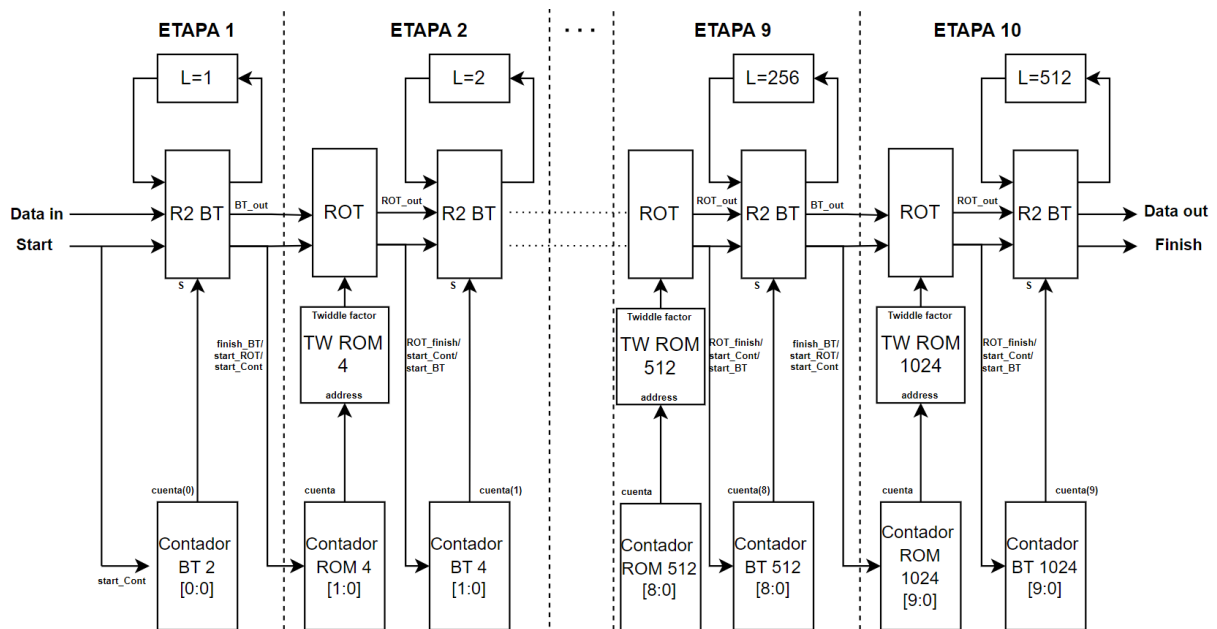 ETAPA 1
ETAPA 2
. . .
ETAPA 9
ETAPA 10
L=1
L=2
L=256
L=512
Data in
Start
R2 BT
BT_out
ROT
ROT_out
R2 BT
ROT
ROT_out
R2 BT
BT_out
ROT
ROT_out
R2 BT
Data out
Finish
S
S
S
S
finish_BT/
start_ROT/
start_Cont
Twiddle factor
TW ROM
4
address
ROT_finish/
start_Cont/
start_BT
Twiddle factor
TW ROM
512
address
ROT_finish/
start_Cont/
start_BT
finish_BT/
start_ROT/
start_Cont
Twiddle factor
TW ROM
1024
address
ROT_finish/
start_Cont/
start_BT
cuenta(0)
cuenta
cuenta(1)
cuenta
cuenta(8)
cuenta
cuenta(9)
start_Cont
Contador
BT 2
[0:0]
Contador
ROM 4
[1:0]
Contador
BT 4
[1:0]
Contador
ROM 512
[8:0]
Contador
BT 512
[8:0]
Contador
ROM
1024
[9:0]
Contador
BT 1024
[9:0]